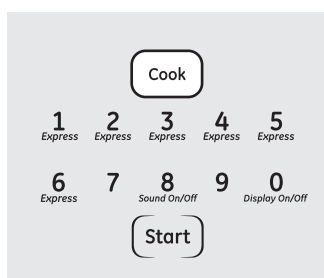 Cook
1 2 3 4 5
Express Express Express Express Express
6 7 8 9 0
Express Sound On/Off Display On/Off
Start